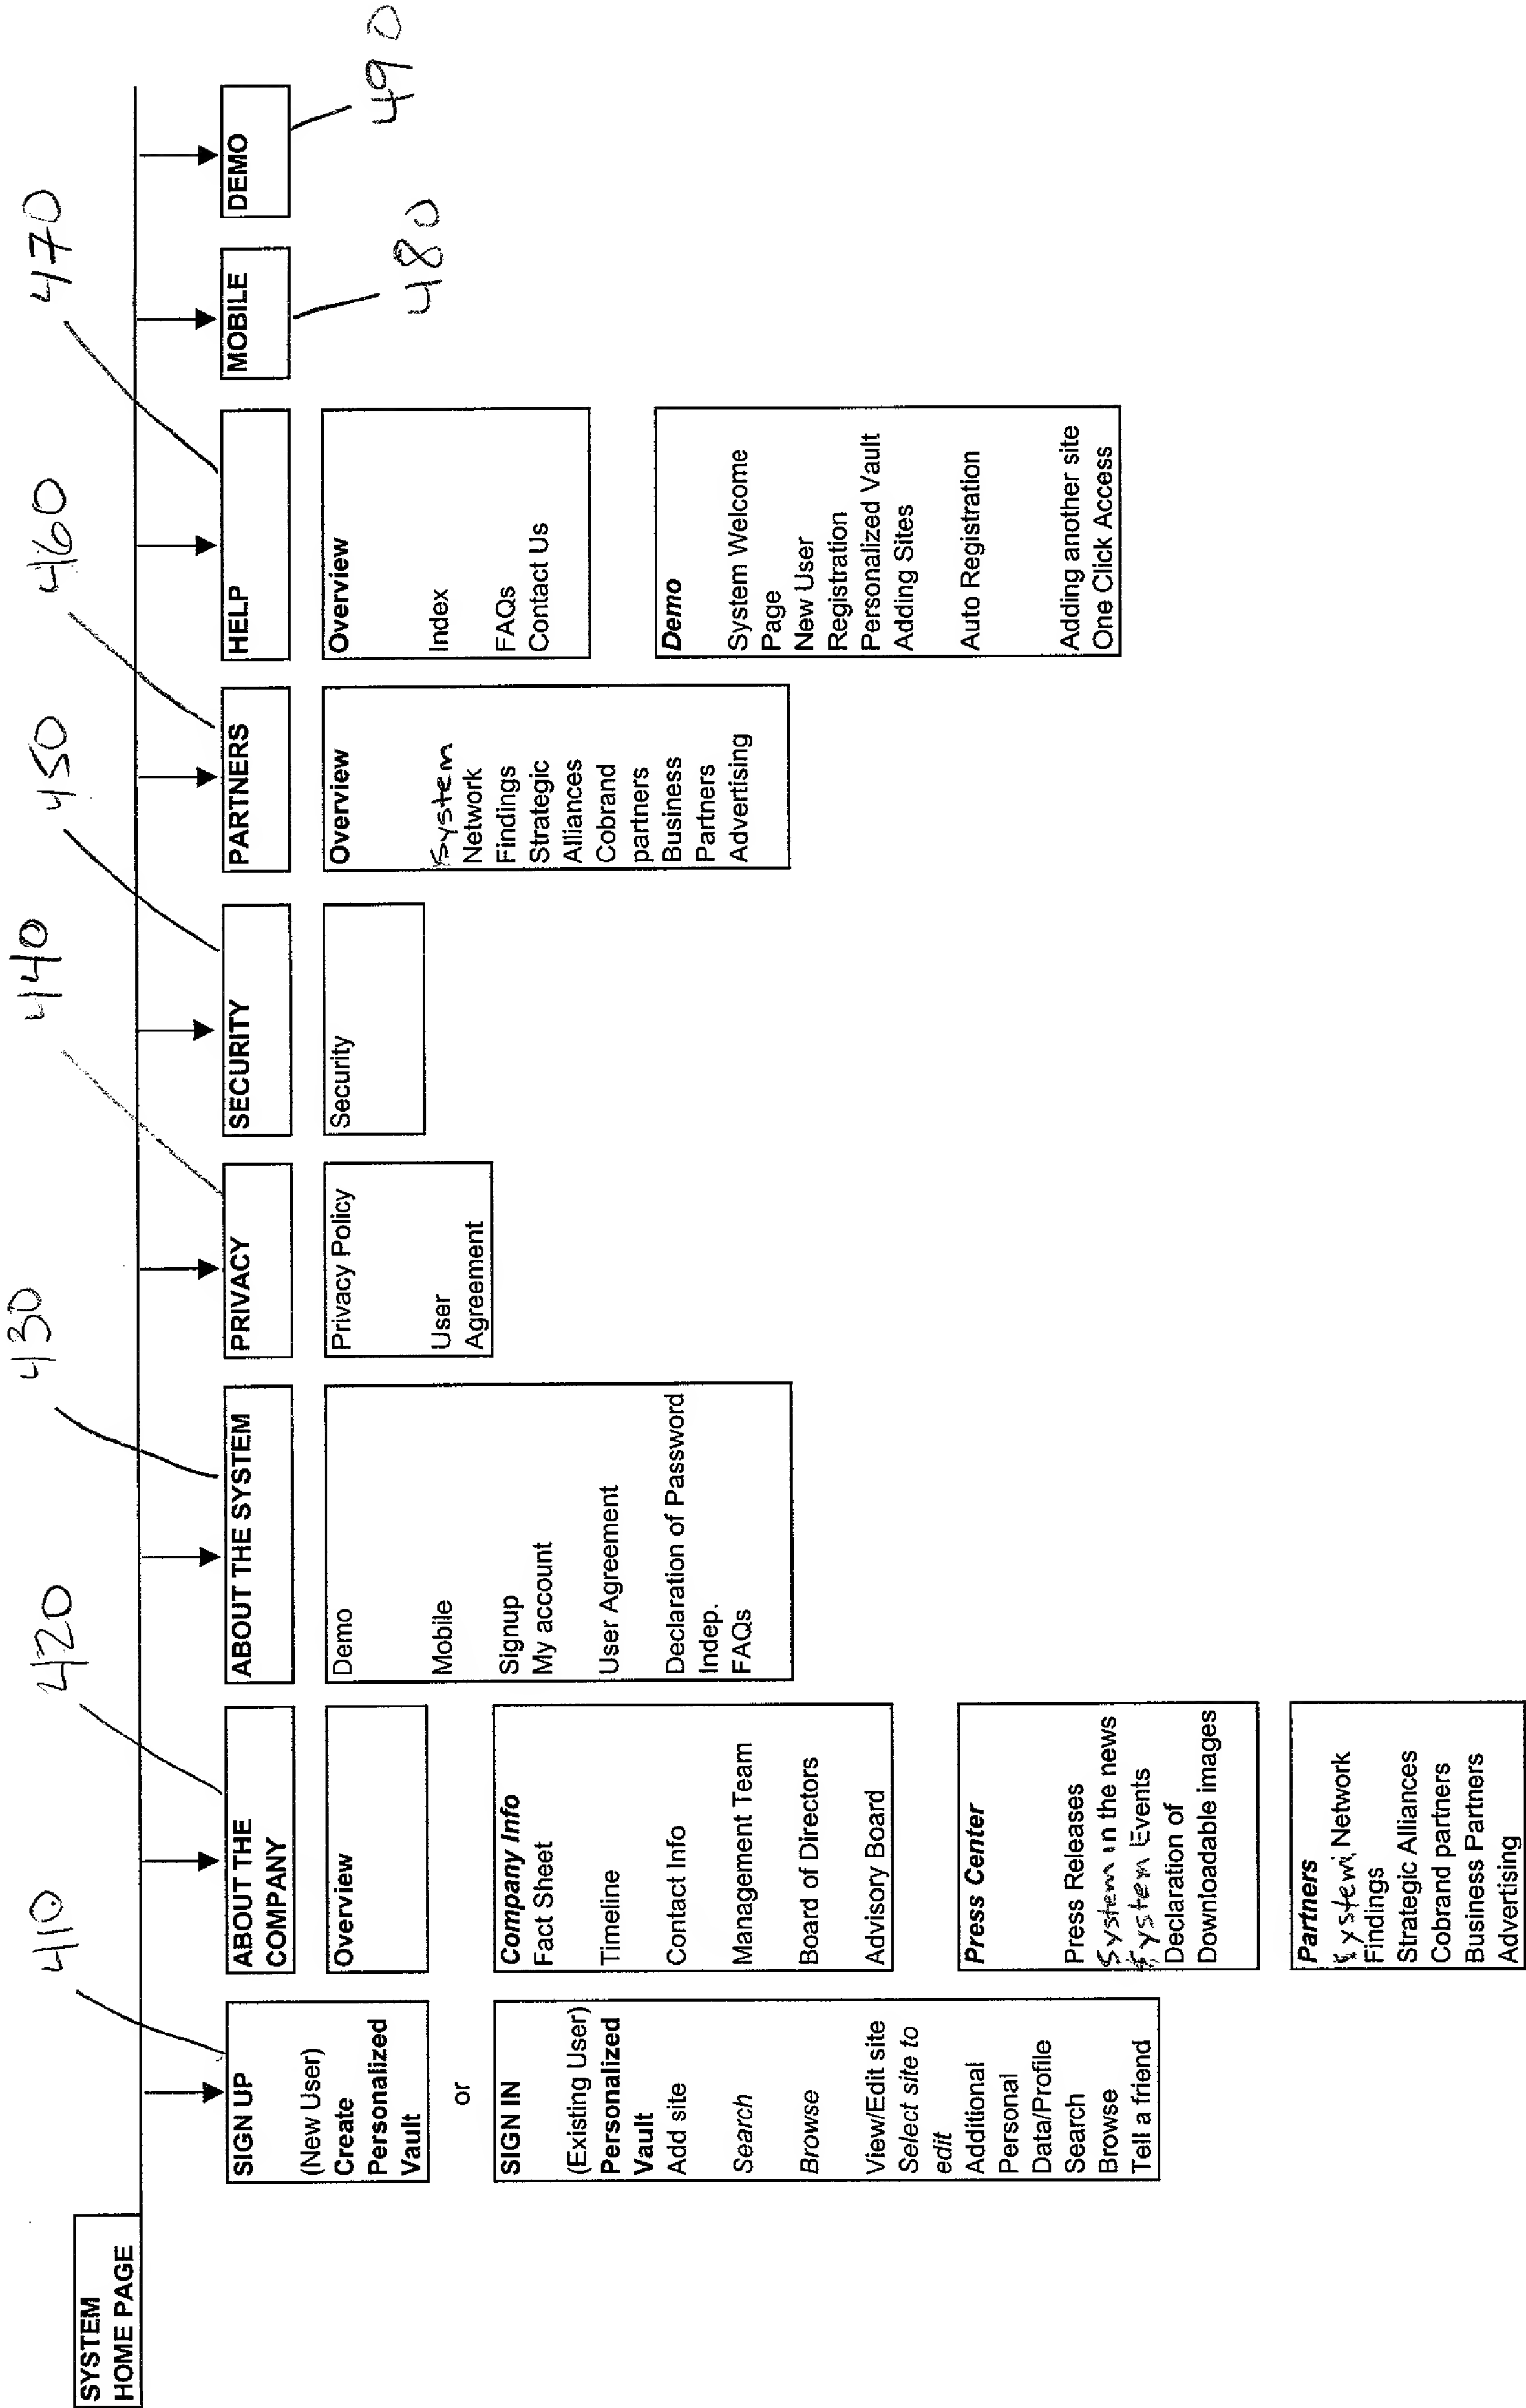 SYSTEM
HOME PAGE
410
SIGN UP
(New User)
Create
Personalized
Vault
or
SIGN IN
(Existing User)
Personalized
Vault
Add site
Search
Browse
View/Edit site
Select site to
edit
Additional
Personal
Data/Profile
Search
Browse
Tell a friend
420
ABOUT THE
COMPANY
Overview
Company Info
Fact Sheet
Timeline
Contact Info
Management Team
Board of Directors
Advisory Board
Press Center
Press Releases
System in the news
System Events
Declaration of
Downloadable images
Partners
System Network
Findings
Strategic Alliances
Cobrand partners
Business Partners
Advertising
430
ABOUT THE SYSTEM
Demo
Mobile
Signup
My account
User Agreement
Declaration of Password
Indep.
FAQs
440
PRIVACY
Privacy Policy
User
Agreement
450
SECURITY
Security
460
PARTNERS
Overview
System
Network
Findings
Strategic
Alliances
Cobrand
partners
Business
Partners
Advertising
470
HELP
Overview
Index
FAQs
Contact Us
Demo
System Welcome
Page
New User
Registration
Personalized Vault
Adding Sites
Auto Registration
Adding another site
One Click Access
MOBILE
480
DEMO
490